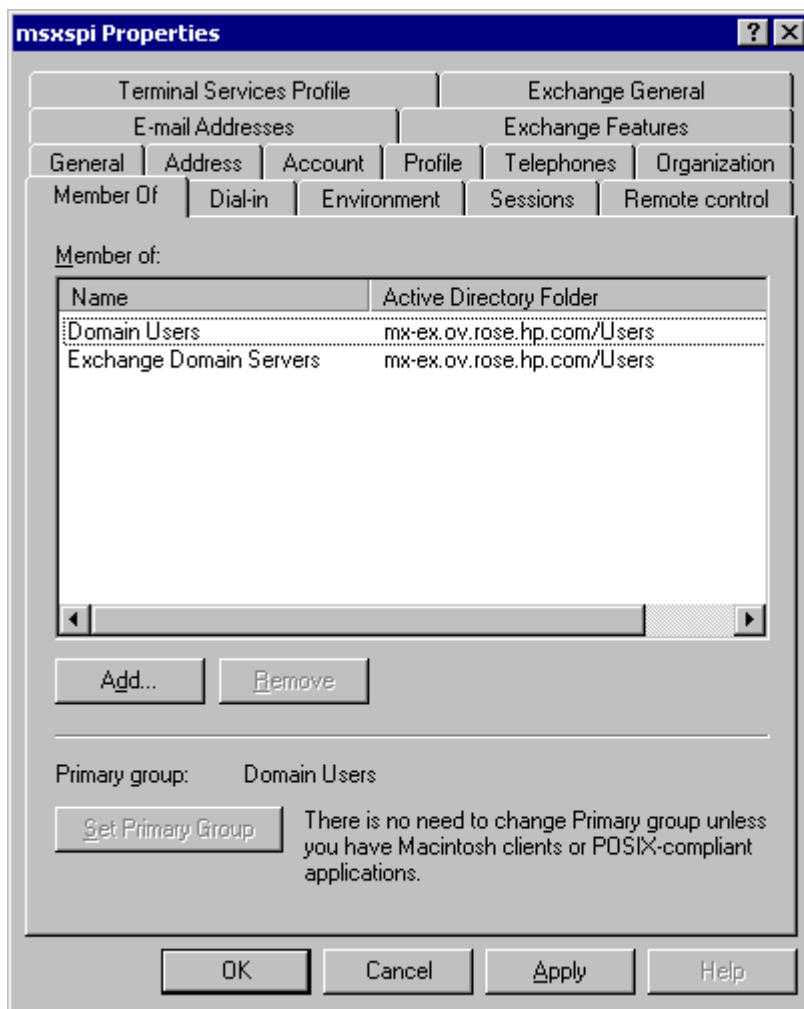 msxspi Properties
Terminal Services Profile Exchange General
E-mail Addresses Exchange Features
General Address Account Profile Telephones Organization
Member Of Dial-in Environment Sessions Remote control
Member of:
Name Active Directory Folder
Domain Users mx-ex.ov.rose.hp.com/Users
Exchange Domain Servers mx-ex.ov.rose.hp.com/Users
Add... Remove
Primary group: Domain Users
Set Primary Group There is no need to change Primary group unless
you have Macintosh clients or POSIX-compliant
applications.
OK Cancel Apply Help